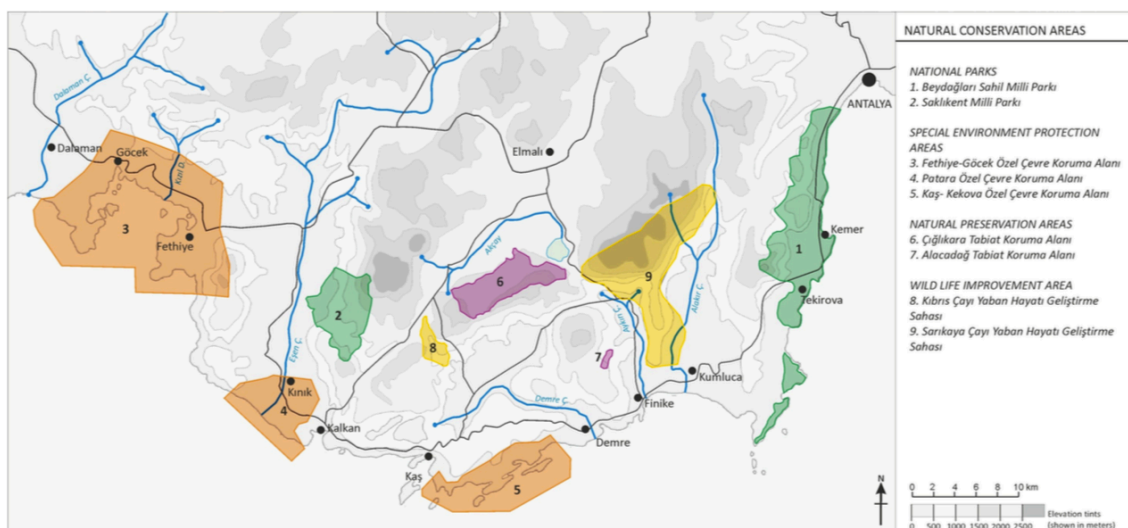 NATURAL CONSERVATION AREAS
NATIONAL PARKS
1. Beydağları Sahil Milli Parkı
2. Saklıkent Milli Parkı
SPECIAL ENVIRONMENT PROTECTION
AREAS
3. Fethiye-Göcek Özel Çevre Koruma Alanı
4. Patara Özel Çevre Koruma Alanı
5. Kaş- Kekova Özel Çevre Koruma Alanı
NATURAL PRESERVATION AREAS
6. Çığlıkara Tabiat Koruma Alanı
7. Alacadağ Tabiat Koruma Alanı
WILD LIFE IMPROVEMENT AREA
8. Kıbrıs Çayı Yaban Hayatı Geliştirme
Sahası
9. Sarıkaya Çayı Yaban Hayatı Geliştirme
Sahası
N
0 2 4 6 8 10 km
Elevation tints
(shown in meters)
0 500 1000 1500 2000 2500
Dalaman Ç.
ANTALYA
Dalaman
Göcek
Elmalı
Kızıl D.
3
Fethiye
Akçay
Kemer
1
6
9
Tekirova
2
Alakır Ç.
Eşen Ç.
8
7
Kumluca
Kınık
4
Finike
Demre Ç.
Kalkan
Demre
Kaş
5